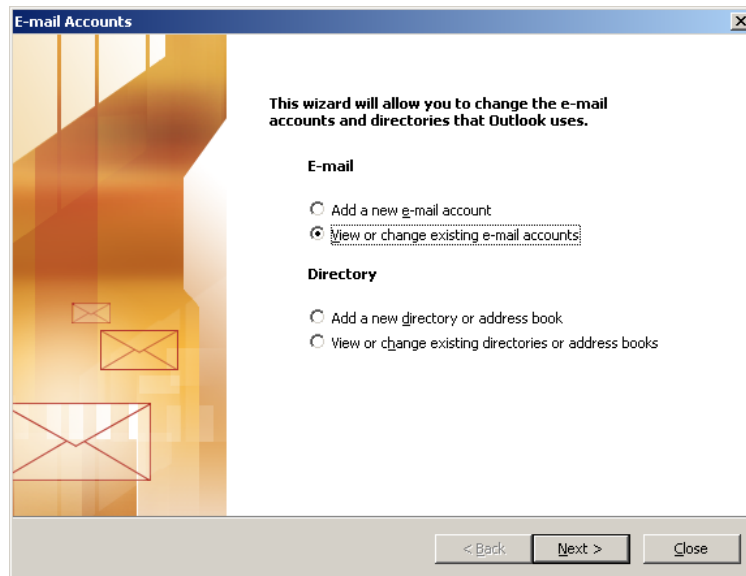 E-mail Accounts
This wizard will allow you to change the e-mail
accounts and directories that Outlook uses.
E-mail
Add a new e-mail account
View or change existing e-mail accounts
Directory
Add a new directory or address book
View or change existing directories or address books
< Back Next > Close